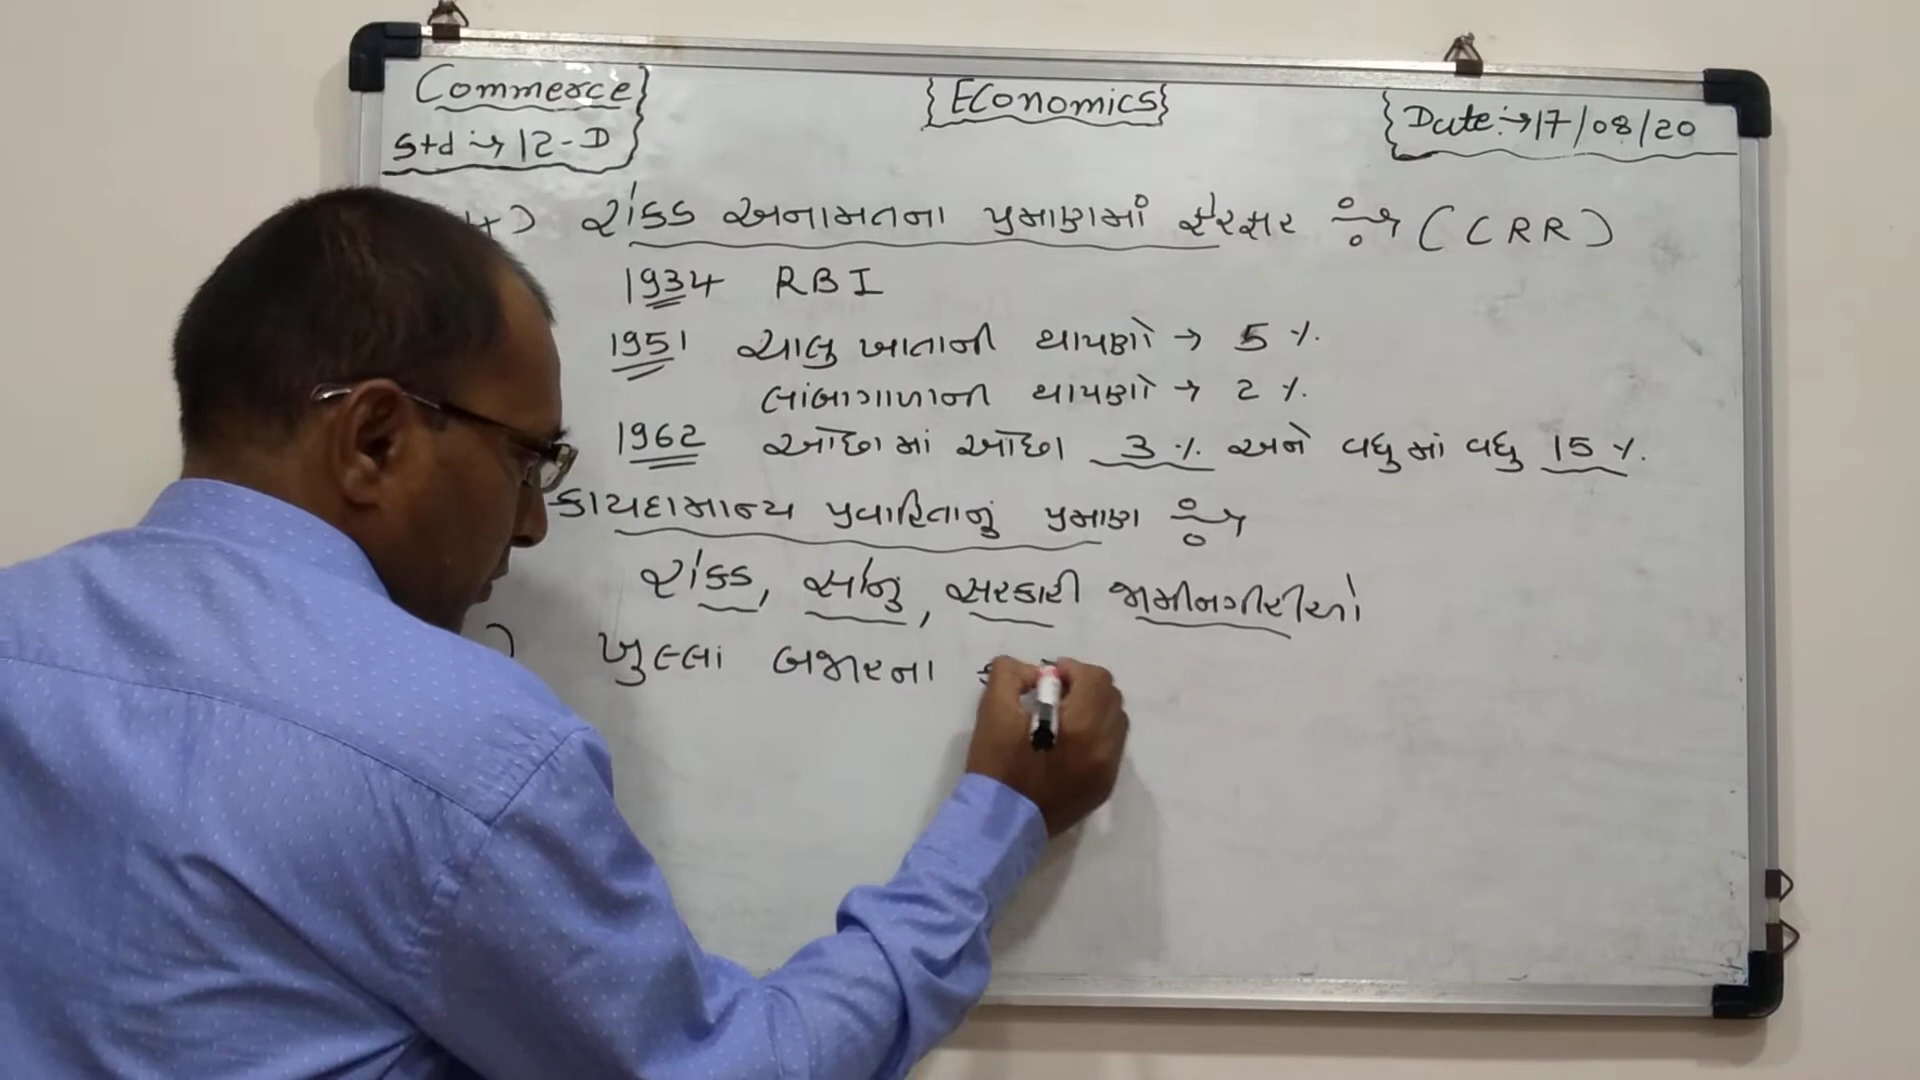 Commerce
Economics
Date:→17/08/20
Std :→ 12-D
રોકડ અનામતના પ્રમાણમાં ફેરફાર :→ (CRR)
1934 RBI
1951 ચાલુ ખાતાની થાપણો → 5 %.
લાંબાગાળાની થાપણો → 2 %.
1962 ઓછામાં ઓછા 3 %. અને વધુમાં વધુ 15 %.
કાયદામાન્ય પ્રવાહિતાનું પ્રમાણ :→
રોકડ, સોનુ, સરકારી જામીનગીરીઓ
ખુલ્લા બજારના